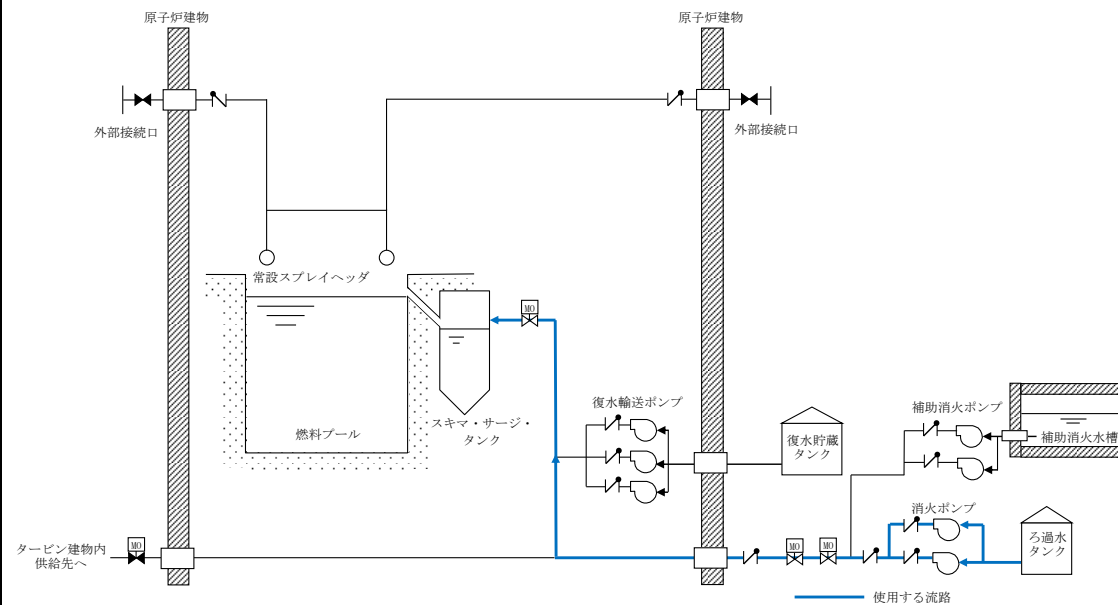 原子炉建物
原子炉建物
外部接続口
外部接続口
常設スプレイヘッダ
MO
復水輸送ポンプ
補助消火ポンプ
スキマ・サージ・
タンク
燃料プール
復水貯蔵
タンク
補助消火水槽
消火ポンプ
タービン建物内
供給先へ
MO
MO
MO
ろ過水
タンク
使用する流路